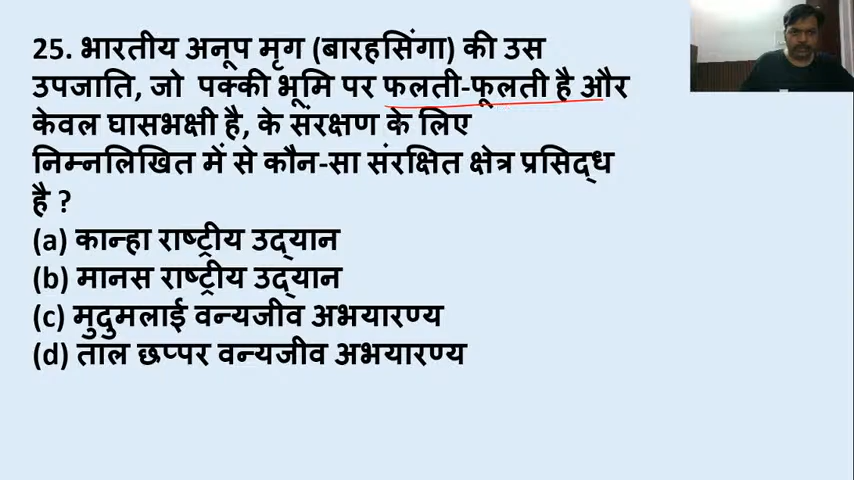 25. भारतीय अनूप मृग (बारहसिंगा) की उस
उपजाति, जो पक्की भूमि पर फलती-फूलती है और
केवल घासभक्षी है, के संरक्षण के लिए
निम्नलिखित में से कौन-सा संरक्षित क्षेत्र प्रसिद्ध
है ?
(a) कान्हा राष्ट्रीय उद्यान
(b) मानस राष्ट्रीय उद्यान
(c) मुदुमलाई वन्यजीव अभयारण्य
(d) ताल छप्पर वन्यजीव अभयारण्य